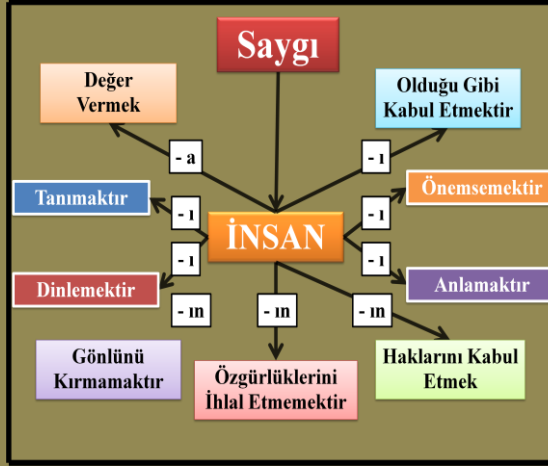 Saygı
Değer
Vermek
Olduğu Gibi
Kabul Etmektir
- a
- ı
Tanımaktır
- ı
İNSAN
- ı
Önemsemektir
- ı
- ı
Dinlemektir
Anlamaktır
- ın
- ın
- ın
Gönlünü
Kırmamaktır
Özgürlüklerini
İhlal Etmemektir
Haklarını Kabul
Etmek